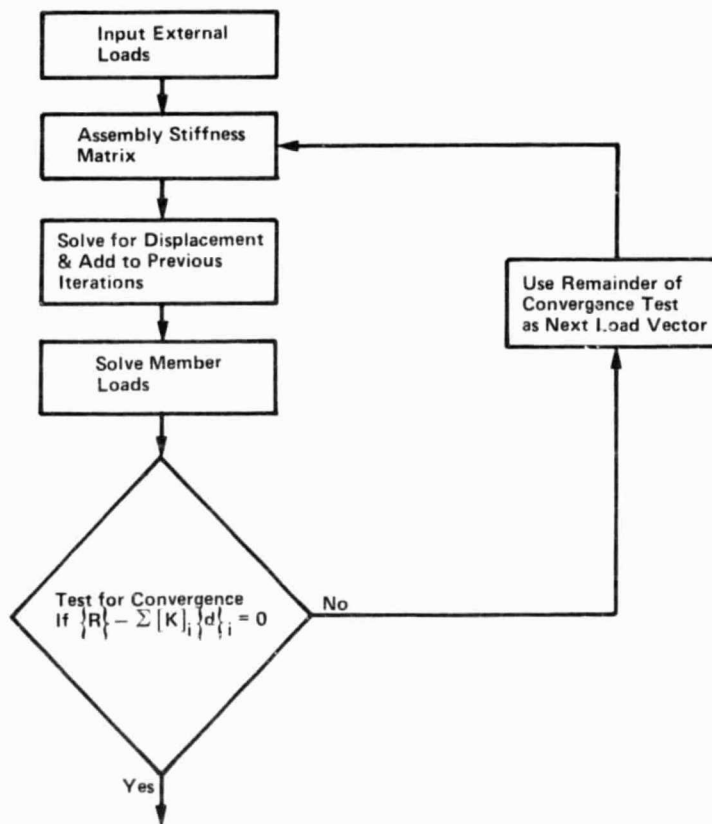 Input External
Loads
Assembly Stiffness
Matrix
Solve for Displacement
& Add to Previous
Iterations
Solve Member
Loads
Use Remainder of
Convergance Test
as Next Load Vector
Test for Convergence
If {R} − Σ [K]i {d}i = 0
No
Yes